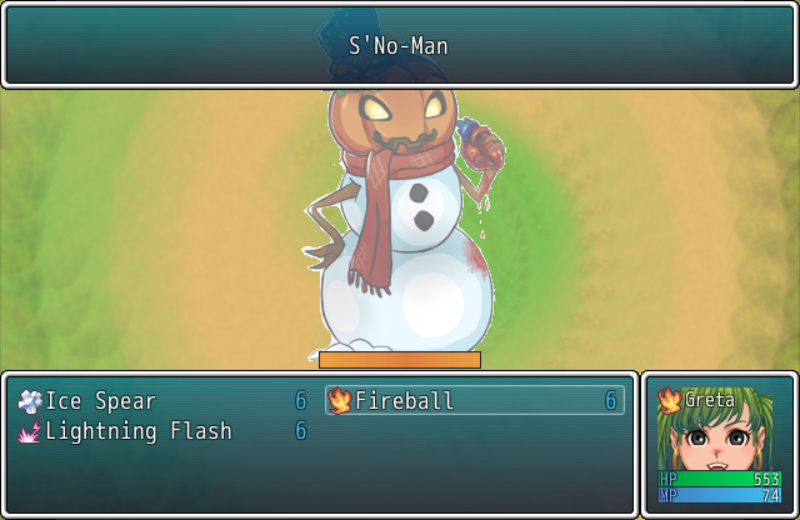 S'No-Man
Ice Spear 6
Fireball 6
Lightning Flash 6
Greta
HP 553
MP 74